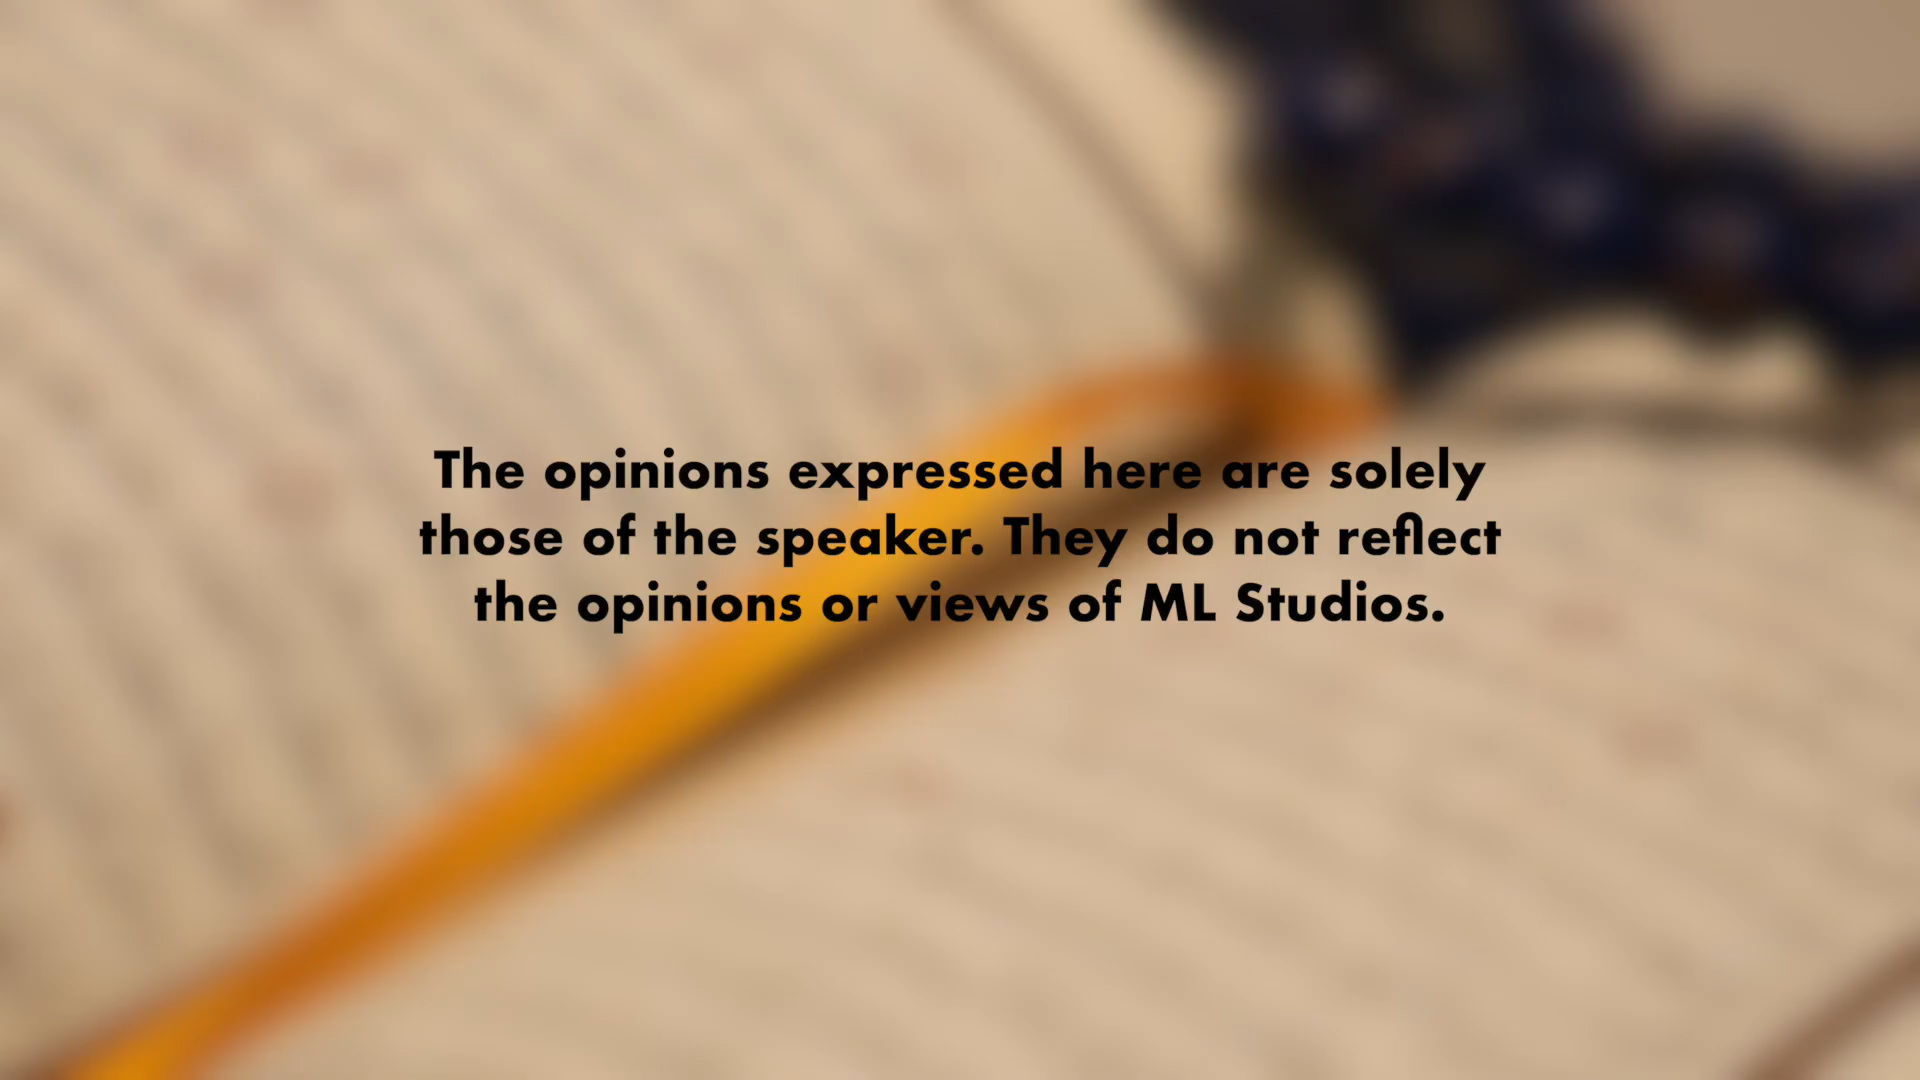 The opinions expressed here are solely
those of the speaker. They do not reflect
the opinions or views of ML Studios.